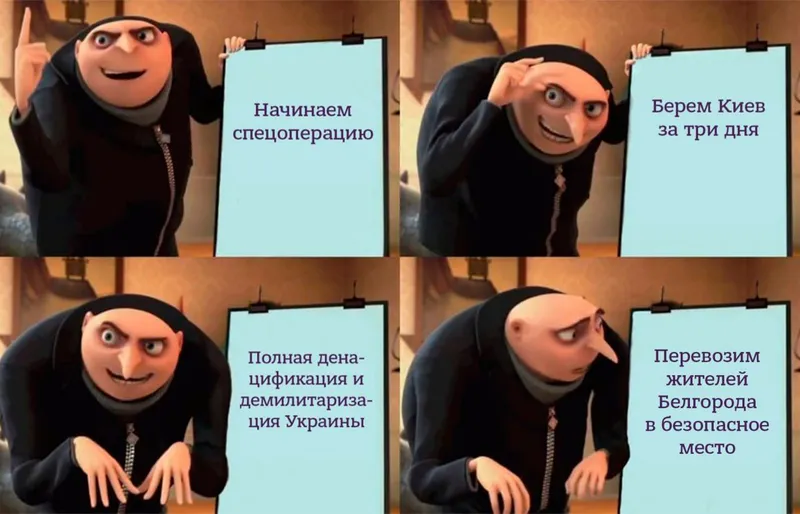 Начинаем
спецоперацию
Берем Киев
за три дня
Полная дена-
цификация и
демилитариза-
ция Украины
Перевозим
жителей
Белгорода
в безопасное
место